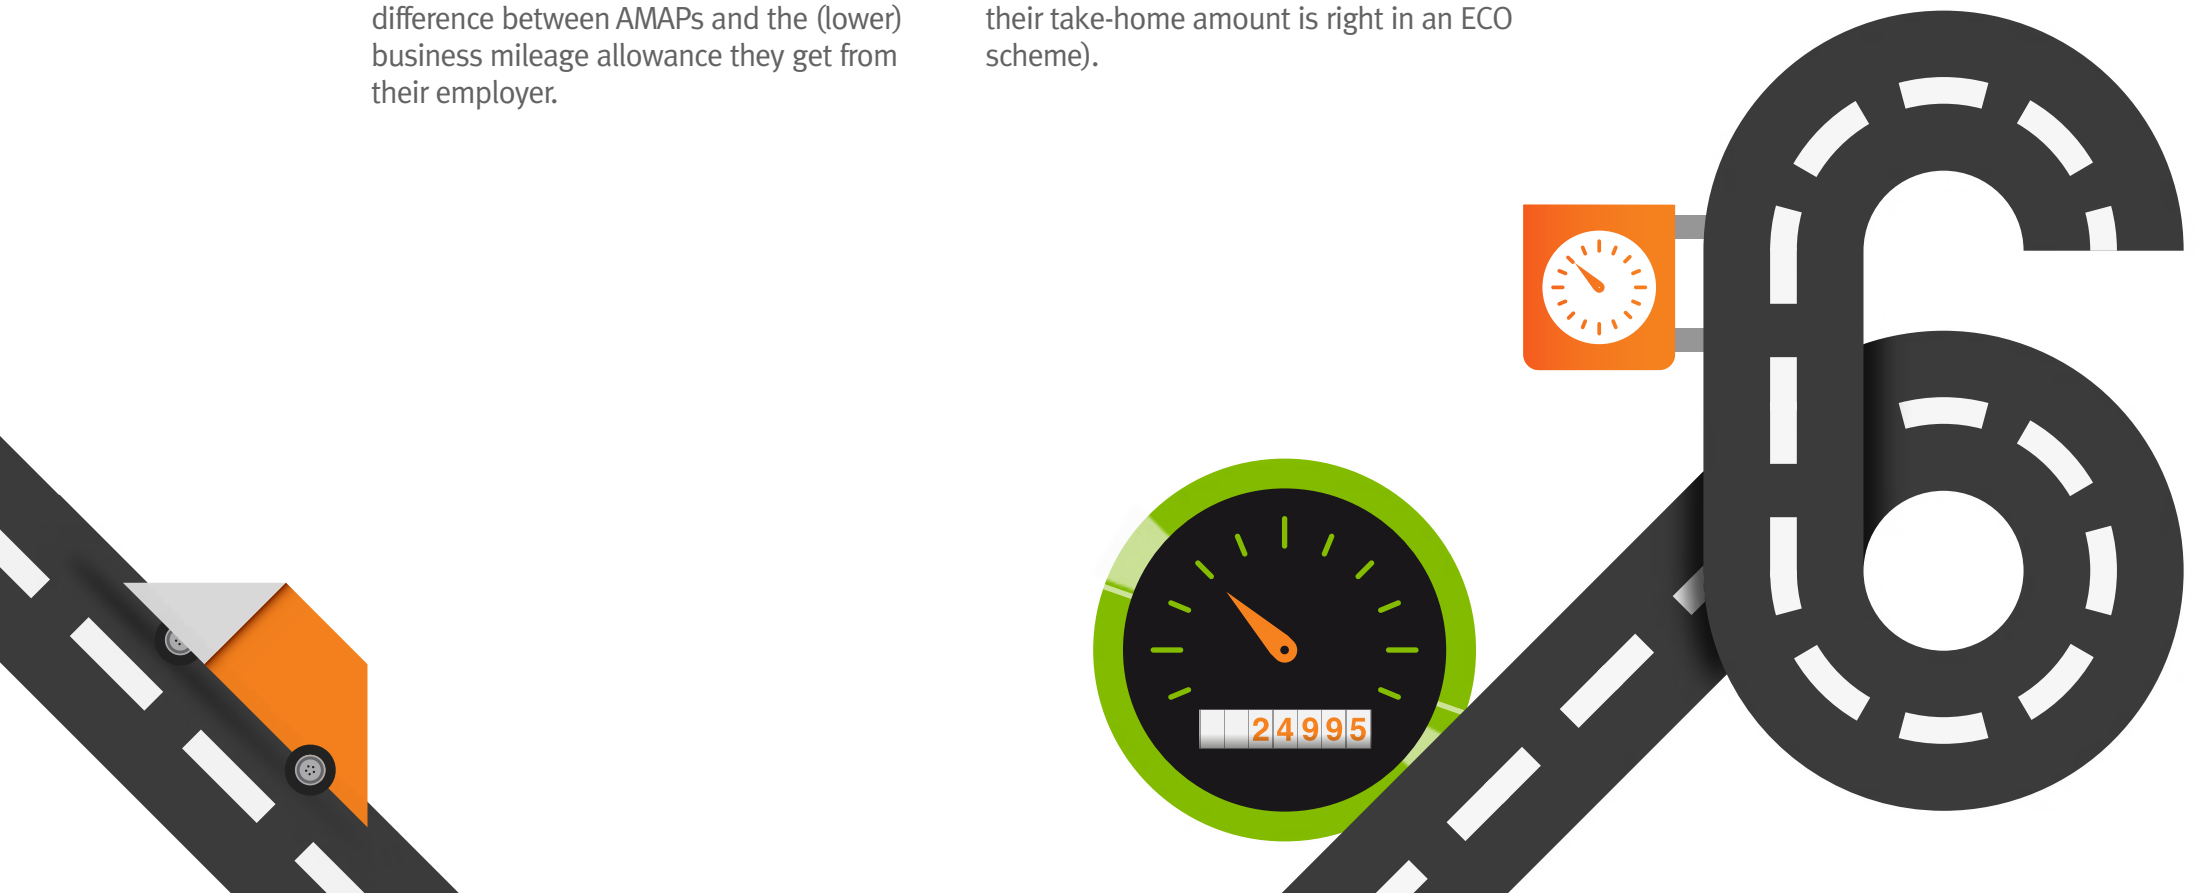 difference between AMAPs and the (lower)
business mileage allowance they get from
their employer.
their take-home amount is right in an ECO
scheme).
24995
6